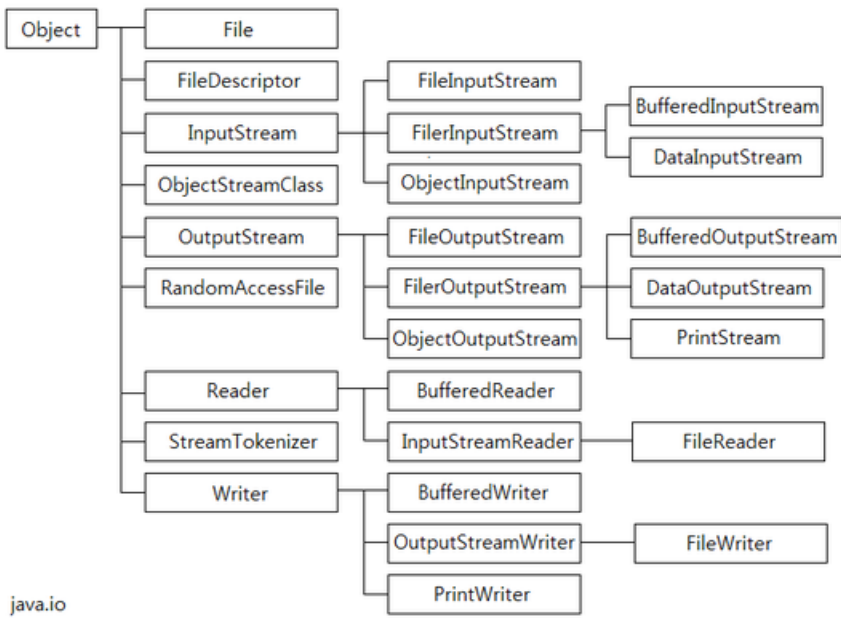 Object
File
FileDescriptor
FileInputStream
BufferedInputStream
InputStream
FilerInputStream
DataInputStream
ObjectStreamClass
ObjectInputStream
OutputStream
FileOutputStream
BufferedOutputStream
RandomAccessFile
FilerOutputStream
DataOutputStream
ObjectOutputStream
PrintStream
Reader
BufferedReader
StreamTokenizer
InputStreamReader
FileReader
Writer
BufferedWriter
OutputStreamWriter
FileWriter
PrintWriter
java.io